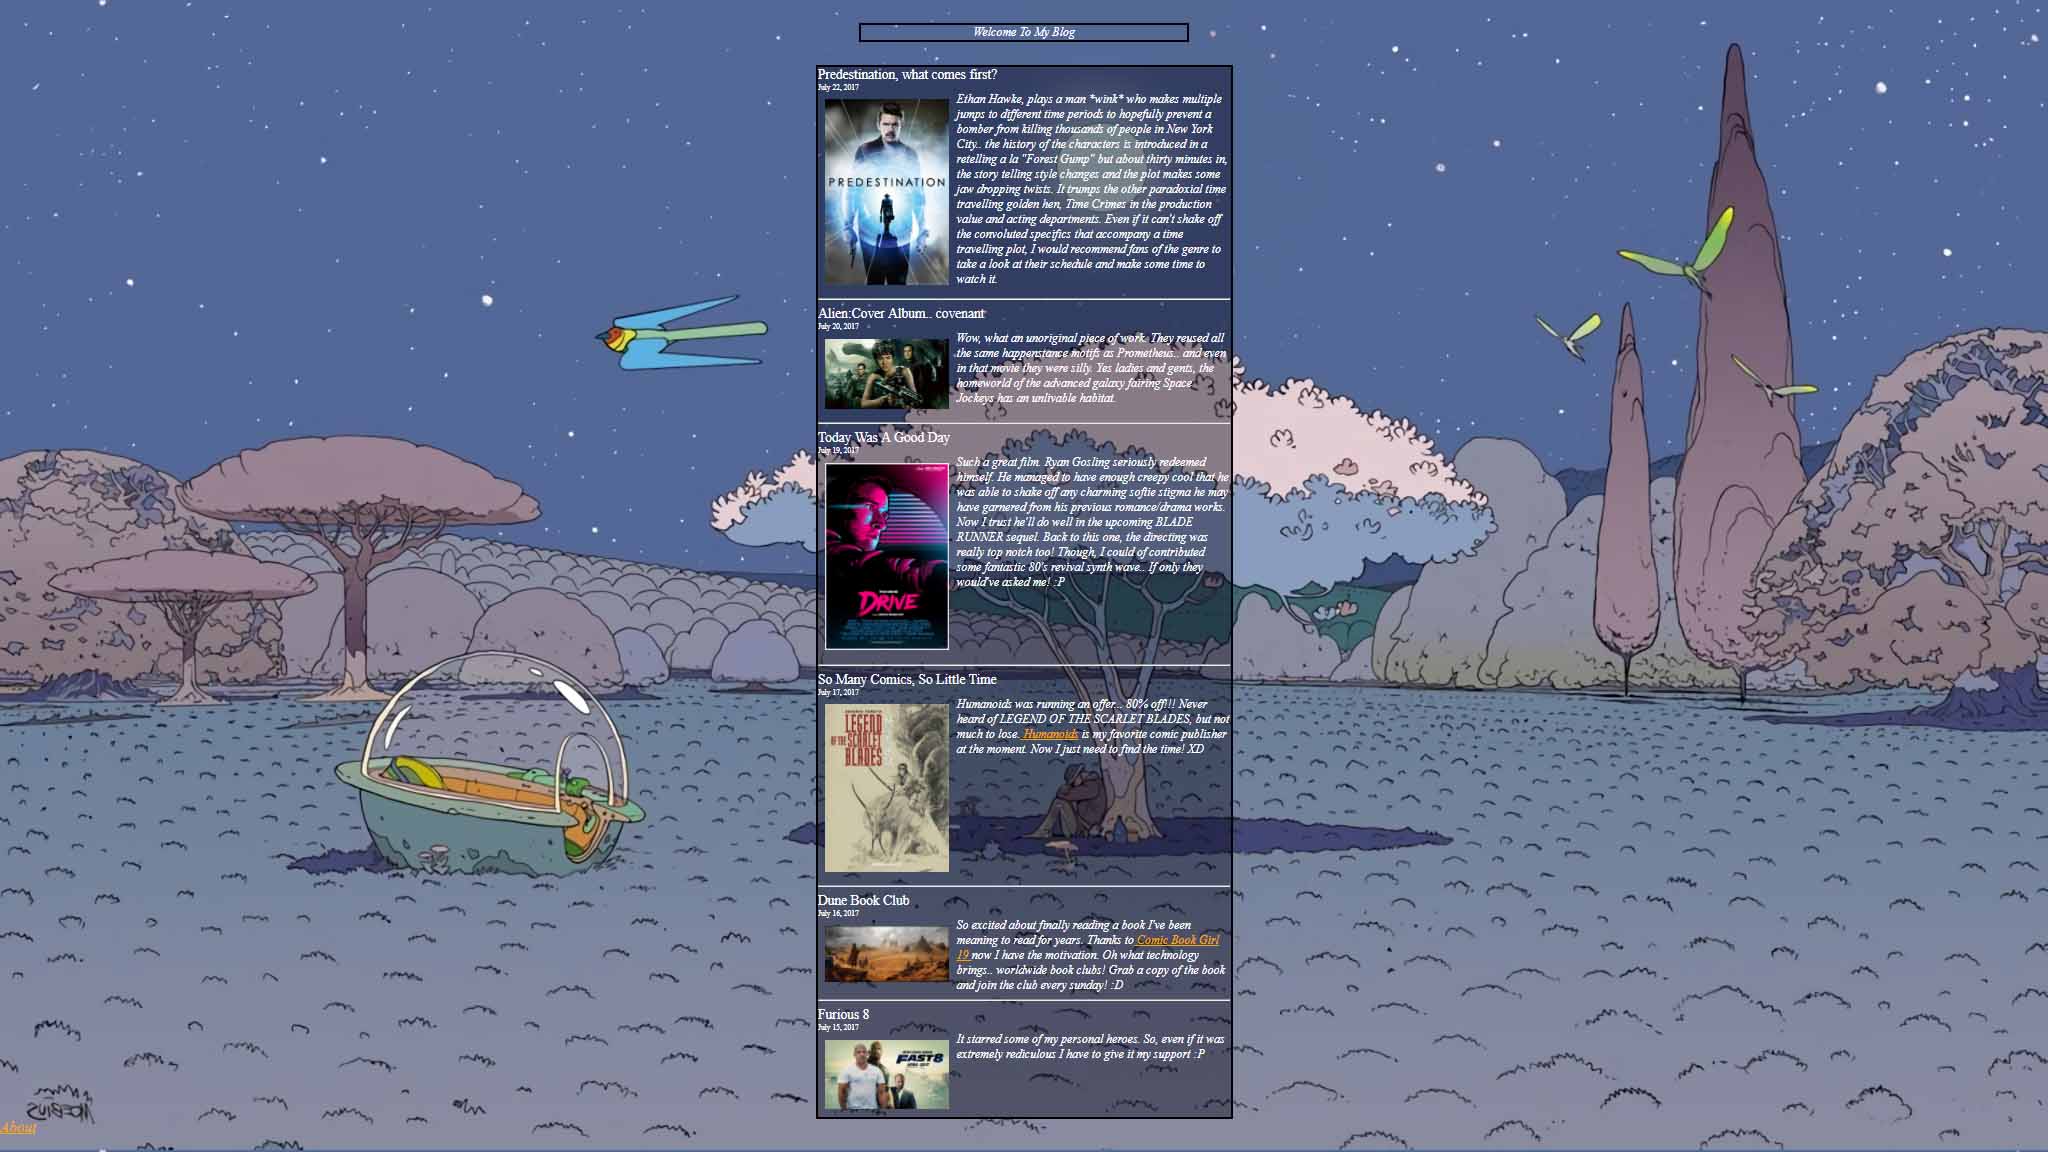 Welcome To My Blog
Predestination, what comes first?
July 22, 2017
PREDESTINATION
Ethan Hawke, plays a man *wink* who makes multiple
jumps to different time periods to hopefully prevent a
bomber from killing thousands of people in New York
City.. the history of the characters is introduced in a
retelling a la "Forest Gump" but about thirty minutes in,
the story telling style changes and the plot makes some
jaw dropping twists. It trumps the other paradoxial time
travelling golden hen, Time Crimes in the production
value and acting departments. Even if it can't shake off
the convoluted specifics that accompany a time
travelling plot, I would recommend fans of the genre to
take a look at their schedule and make some time to
watch it.
Alien:Cover Album.. covenant
July 20, 2017
Wow, what an unoriginal piece of work. They reused all
the same happenstance motifs as Prometheus.. and even
in that movie they were silly. Yes ladies and gents, the
homeworld of the advanced galaxy fairing Space
Jockeys has an unlivable habitat.
Today Was A Good Day
July 19, 2017
DRIVE
Such a great film. Ryan Gosling seriously redeemed
himself. He managed to have enough creepy cool that he
was able to shake off any charming softie stigma he may
have garnered from his previous romance/drama works.
Now I trust he'll do well in the upcoming BLADE
RUNNER sequel. Back to this one, the directing was
really top notch too! Though, I could of contributed
some fantastic 80's revival synth wave.. If only they
would've asked me! :P
So Many Comics, So Little Time
July 17, 2017
LEGEND
OF THE SCARLET
BLADES
Humanoids was running an offer... 80% off!!! Never
heard of LEGEND OF THE SCARLET BLADES, but not
much to lose. Humanoids is my favorite comic publisher
at the moment. Now I just need to find the time! XD
Dune Book Club
July 16, 2017
So excited about finally reading a book I've been
meaning to read for years. Thanks to Comic Book Girl
19 now I have the motivation. Oh what technology
brings.. worldwide book clubs! Grab a copy of the book
and join the club every sunday! :D
Furious 8
July 15, 2017
FAST8
It starred some of my personal heroes. So, even if it was
extremely rediculous I have to give it my support :P
MOEBIUS
About